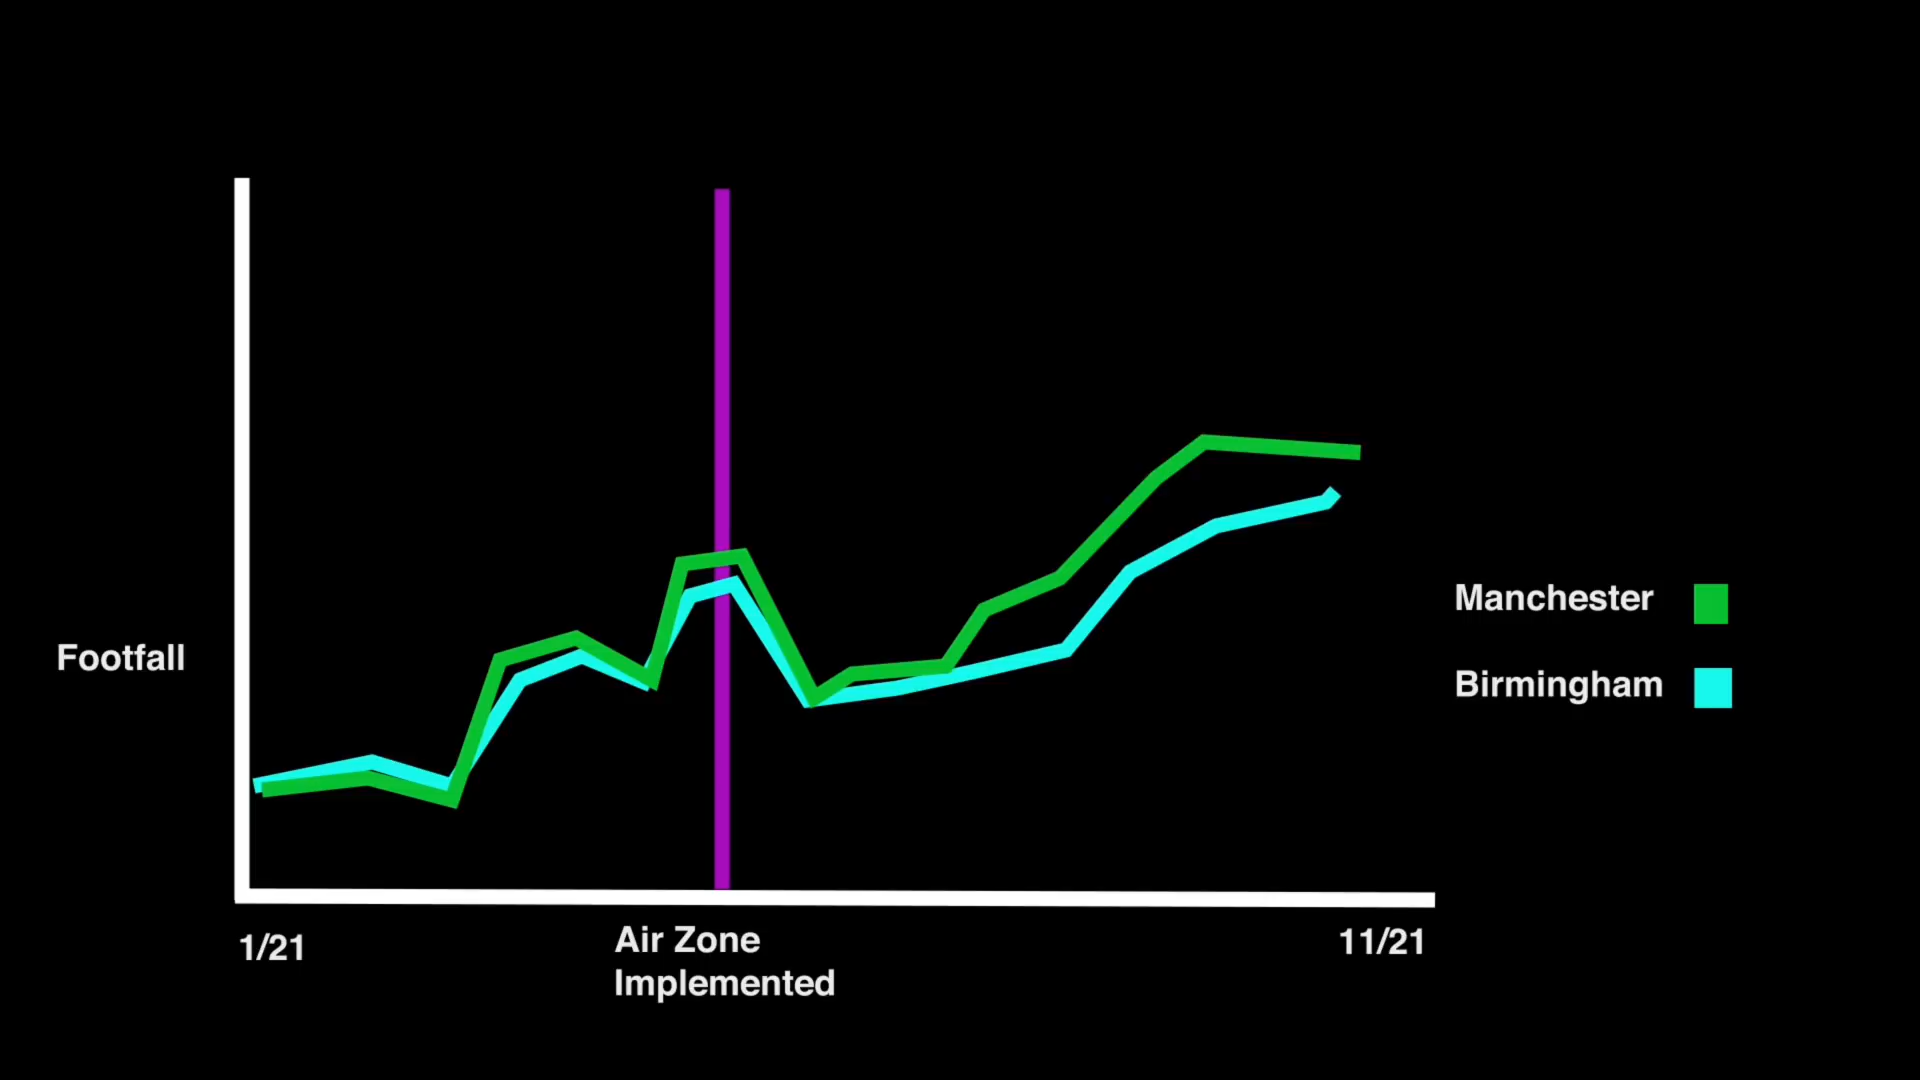 Footfall
Manchester
Birmingham
1/21
Air Zone
Implemented
11/21